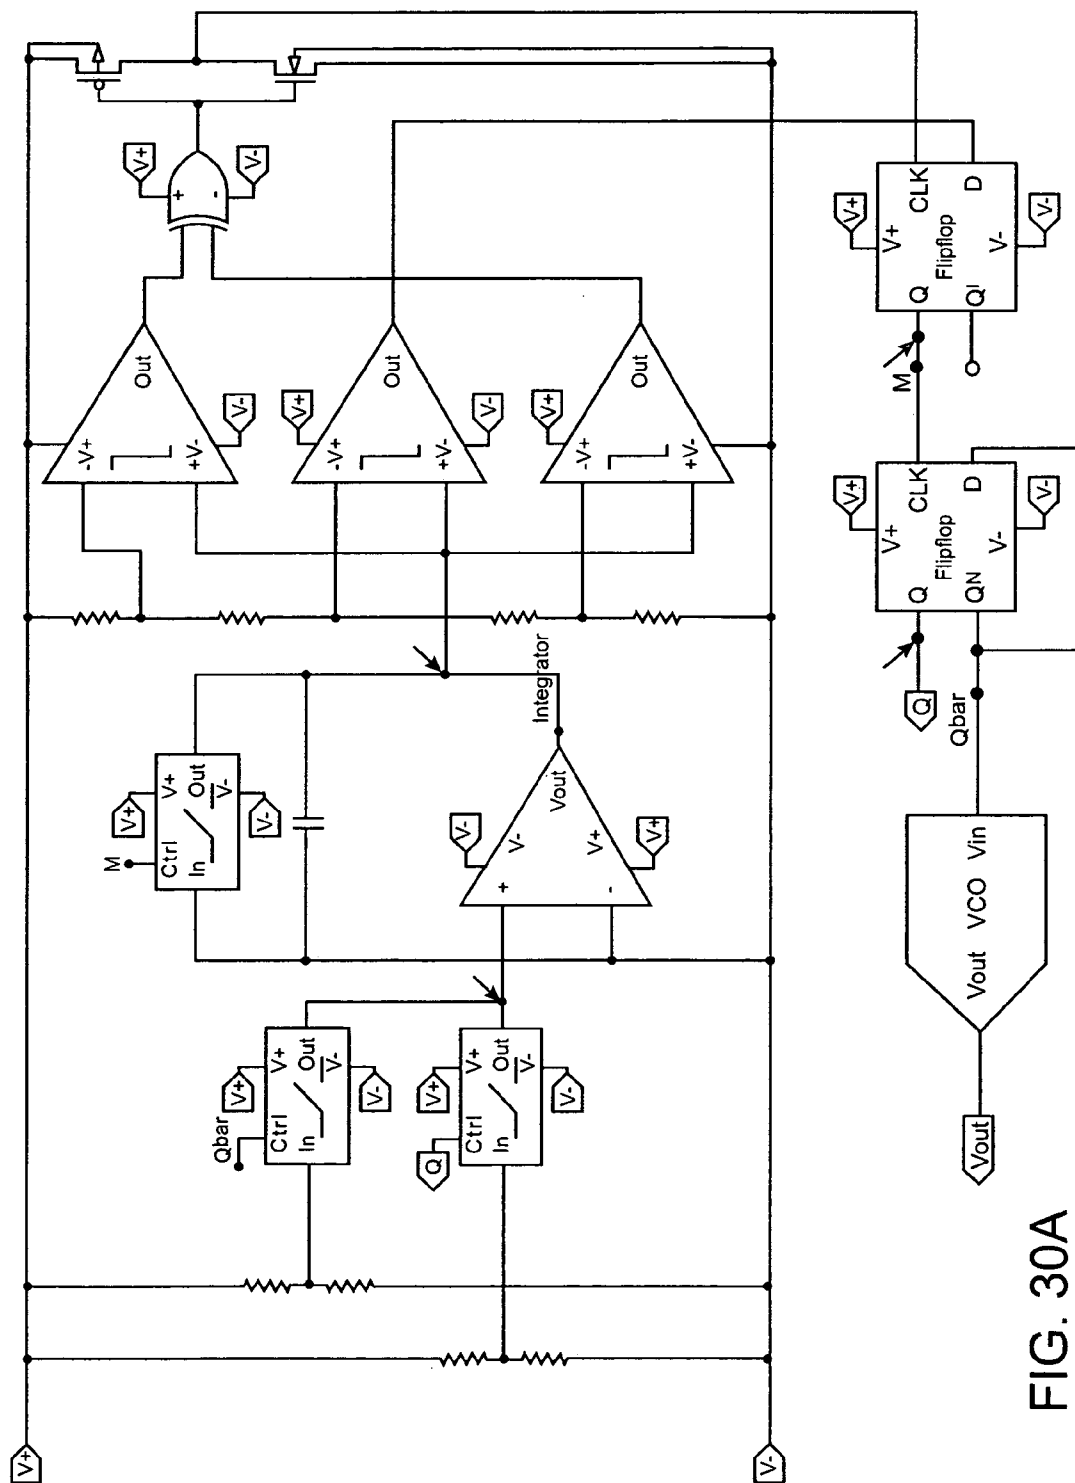 V+
V-
Qbar
Ctrl
In
V+
Out
V-
V+
V-
Q
Ctrl
In
V+
Out
V-
V+
V-
M
Ctrl
In
V+
Out
V-
V+
V-
+
-
V-
V+
Vout
V-
V+
Integrator
-V+
+V-
Out
V-
-V+
+V-
Out
V+
V-
-V+
+V-
Out
V+
+
-
V+
V-
Vout
Vout VCO Vin
Qbar
Q
Q
QN
Flipflop
V+
V-
CLK
D
V+
V-
M
Q
Q'
Flipflop
V+
V-
CLK
D
V+
V-
FIG. 30A